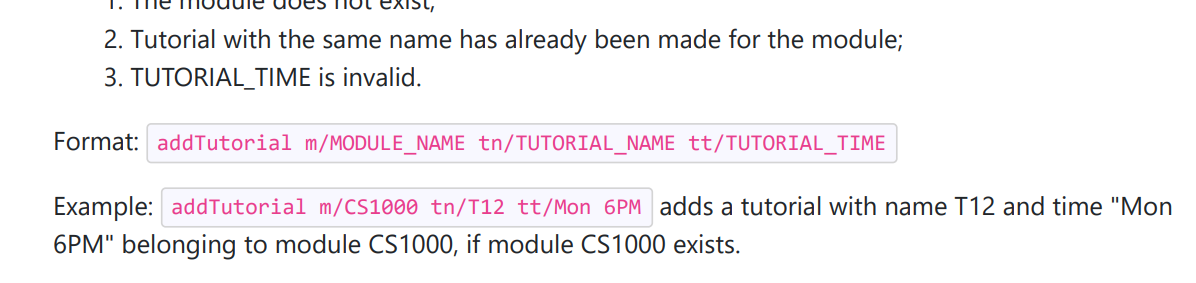 1. The module does not exist;
2. Tutorial with the same name has already been made for the module;
3. TUTORIAL_TIME is invalid.
Format: addTutorial m/MODULE_NAME tn/TUTORIAL_NAME tt/TUTORIAL_TIME
Example: addTutorial m/CS1000 tn/T12 tt/Mon 6PM adds a tutorial with name T12 and time "Mon
6PM" belonging to module CS1000, if module CS1000 exists.